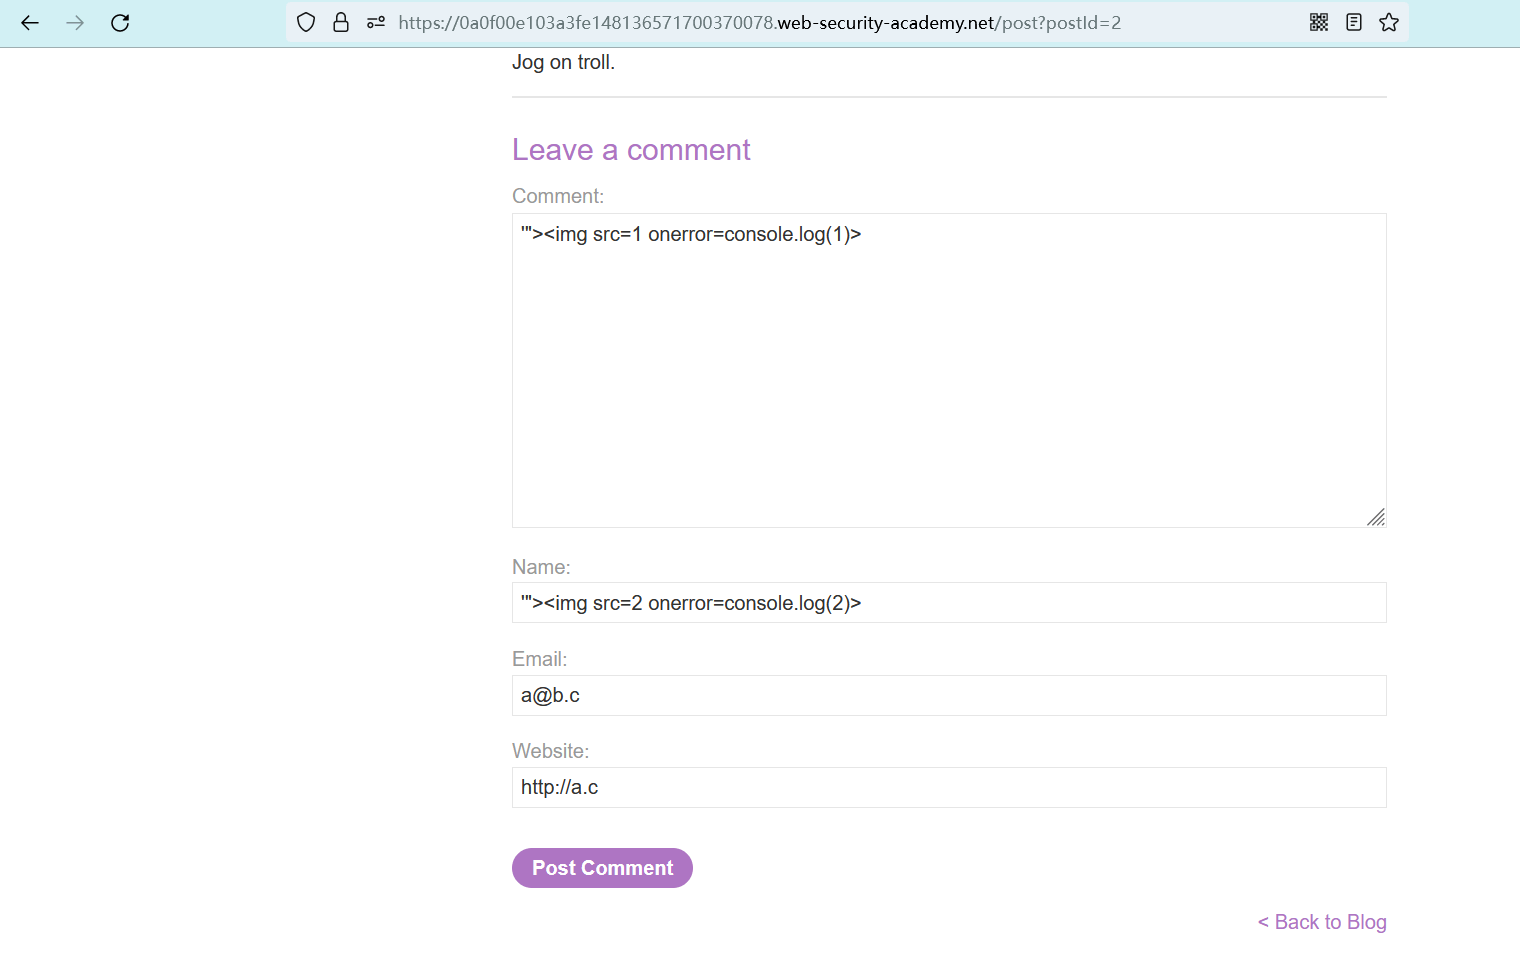 https://0a0f00e103a3fe148136571700370078.web-security-academy.net/post?postId=2
Jog on troll.
Leave a comment
Comment:
'"><img src=1 onerror=console.log(1)>
Name:
'"><img src=2 onerror=console.log(2)>
Email:
a@b.c
Website:
http://a.c
Post Comment
< Back to Blog